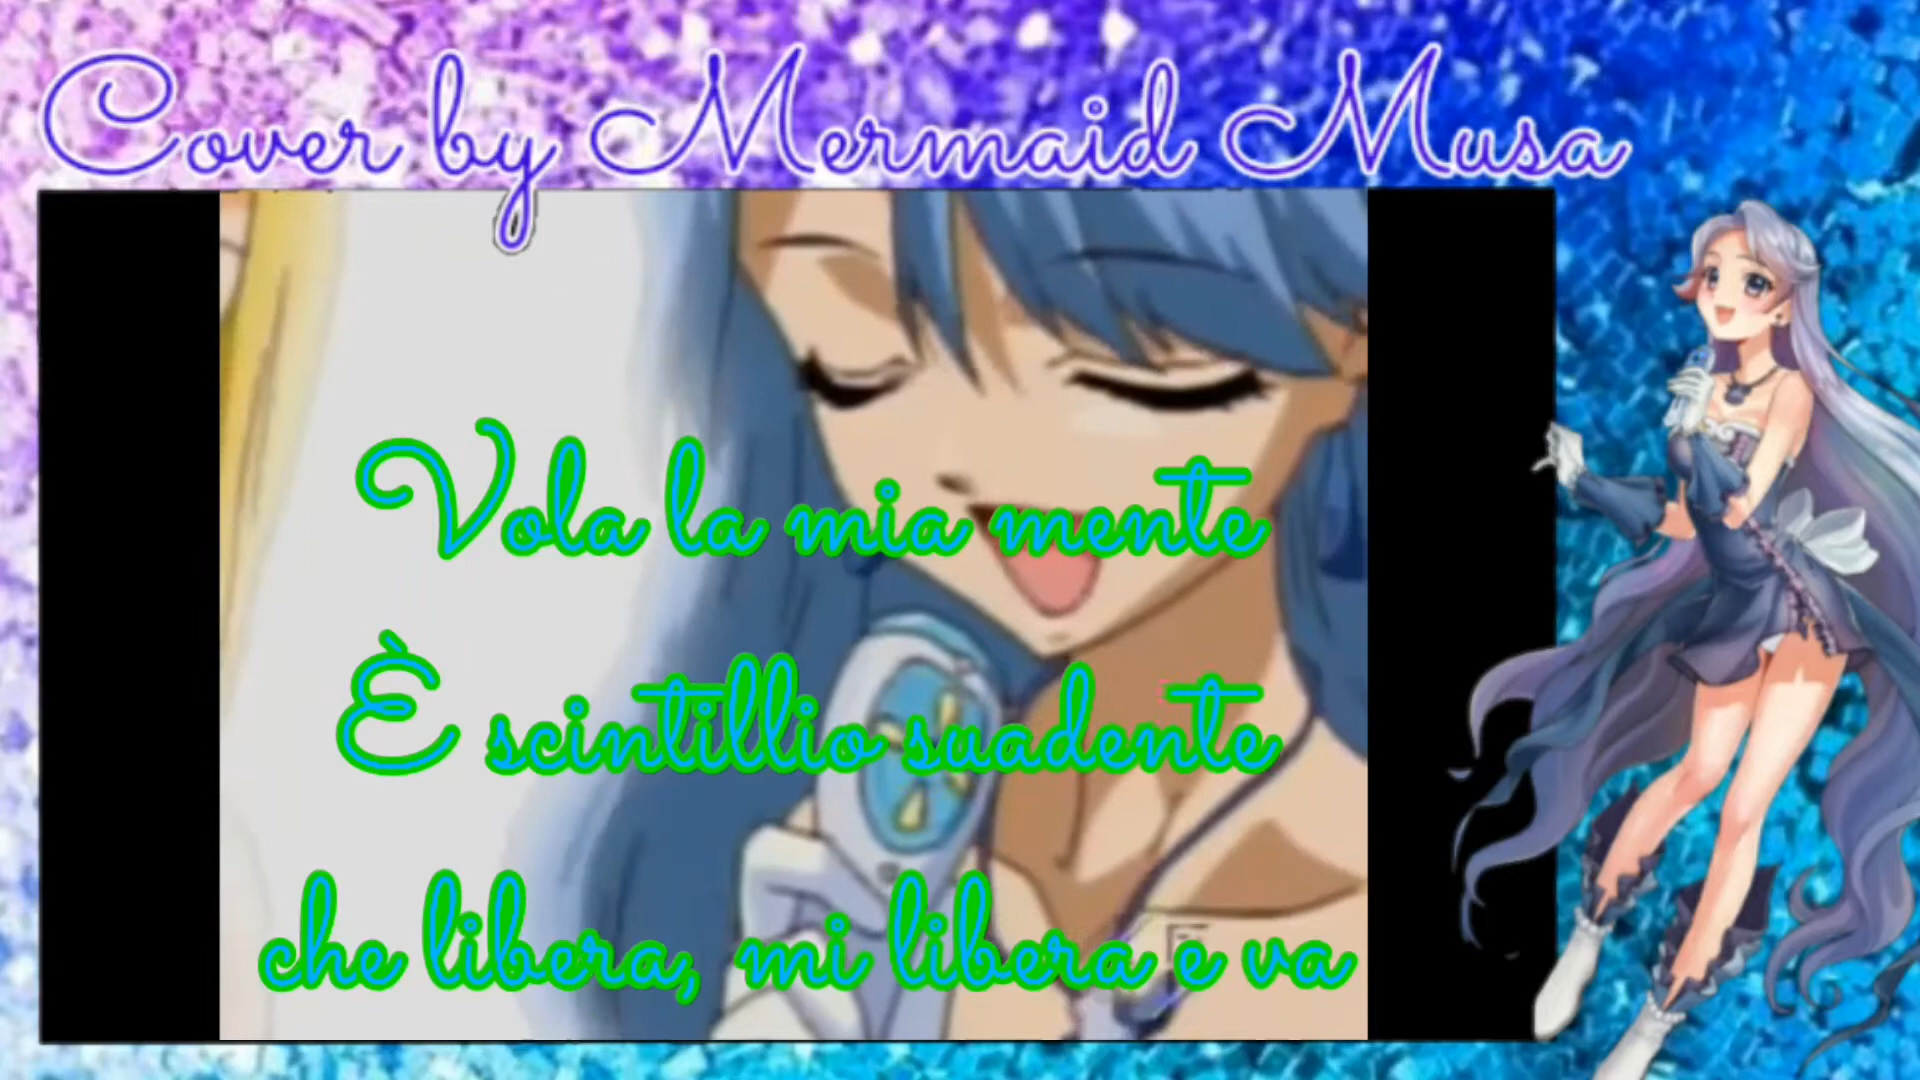 Cover by Mermaid Musa
Vola la mia mente
È scintillio suadente
che libera, mi libera e va